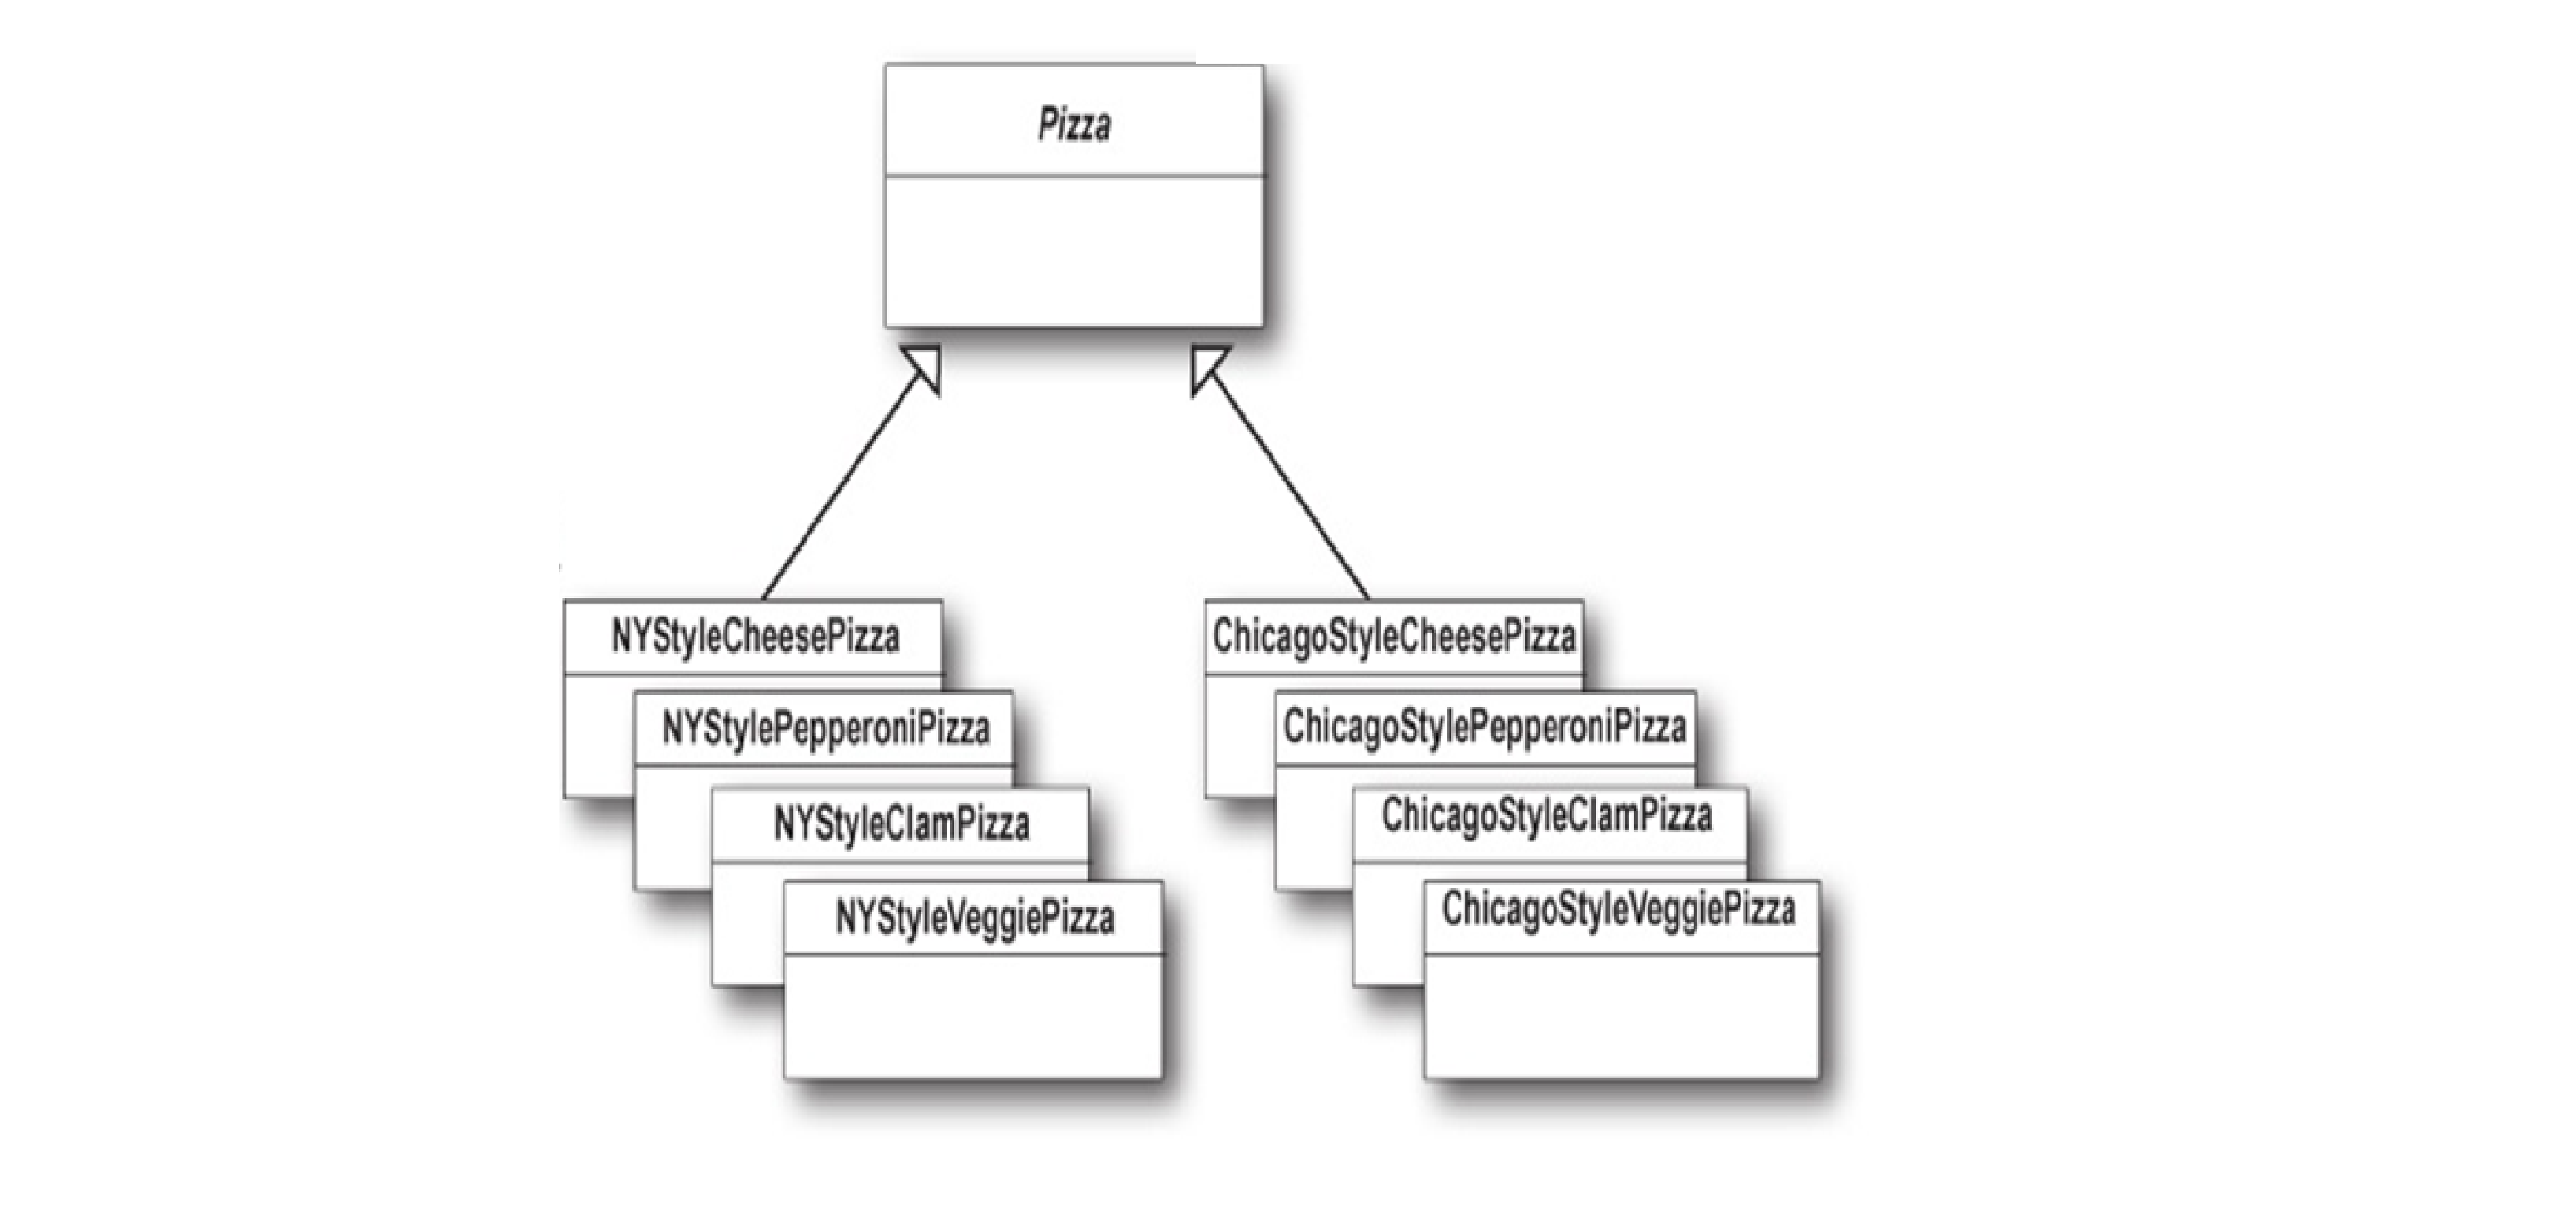 Pizza
NYStyleCheesePizza
NYStylePepperoniPizza
NYStyleClamPizza
NYStyleVeggiePizza
ChicagoStyleCheesePizza
ChicagoStylePepperoniPizza
ChicagoStyleClamPizza
ChicagoStyleVeggiePizza